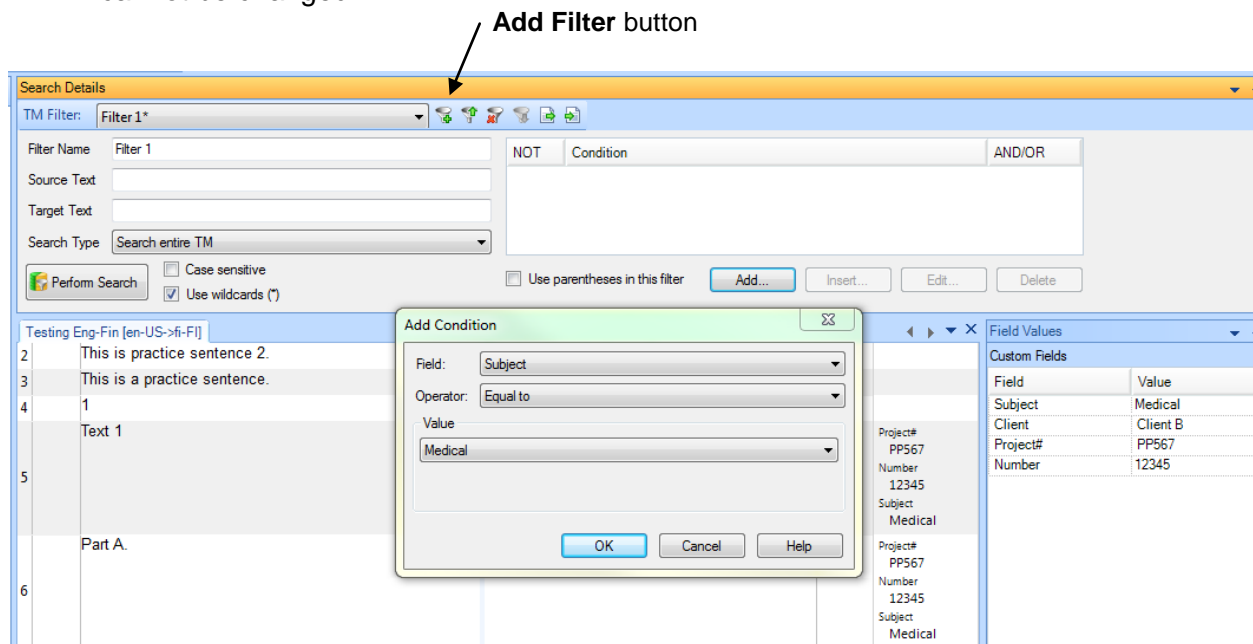 Add Filter button
Search Details
TM Filter: Filter 1*
Filter Name Filter 1
Source Text
Target Text
Search Type Search entire TM
Perform Search
Case sensitive
Use wildcards (*)
NOT Condition AND/OR
Use parentheses in this filter Add... Insert... Edit... Delete
Testing Eng-Fin [en-US->fi-FI]
2 This is practice sentence 2.
3 This is a practice sentence.
4 1
5 Text 1
Project#
PP567
Number
12345
Subject
Medical
6 Part A.
Project#
PP567
Number
12345
Subject
Medical
Add Condition
Field: Subject
Operator: Equal to
Value
Medical
OK Cancel Help
Field Values
Custom Fields
Field Value
Subject Medical
Client Client B
Project# PP567
Number 12345